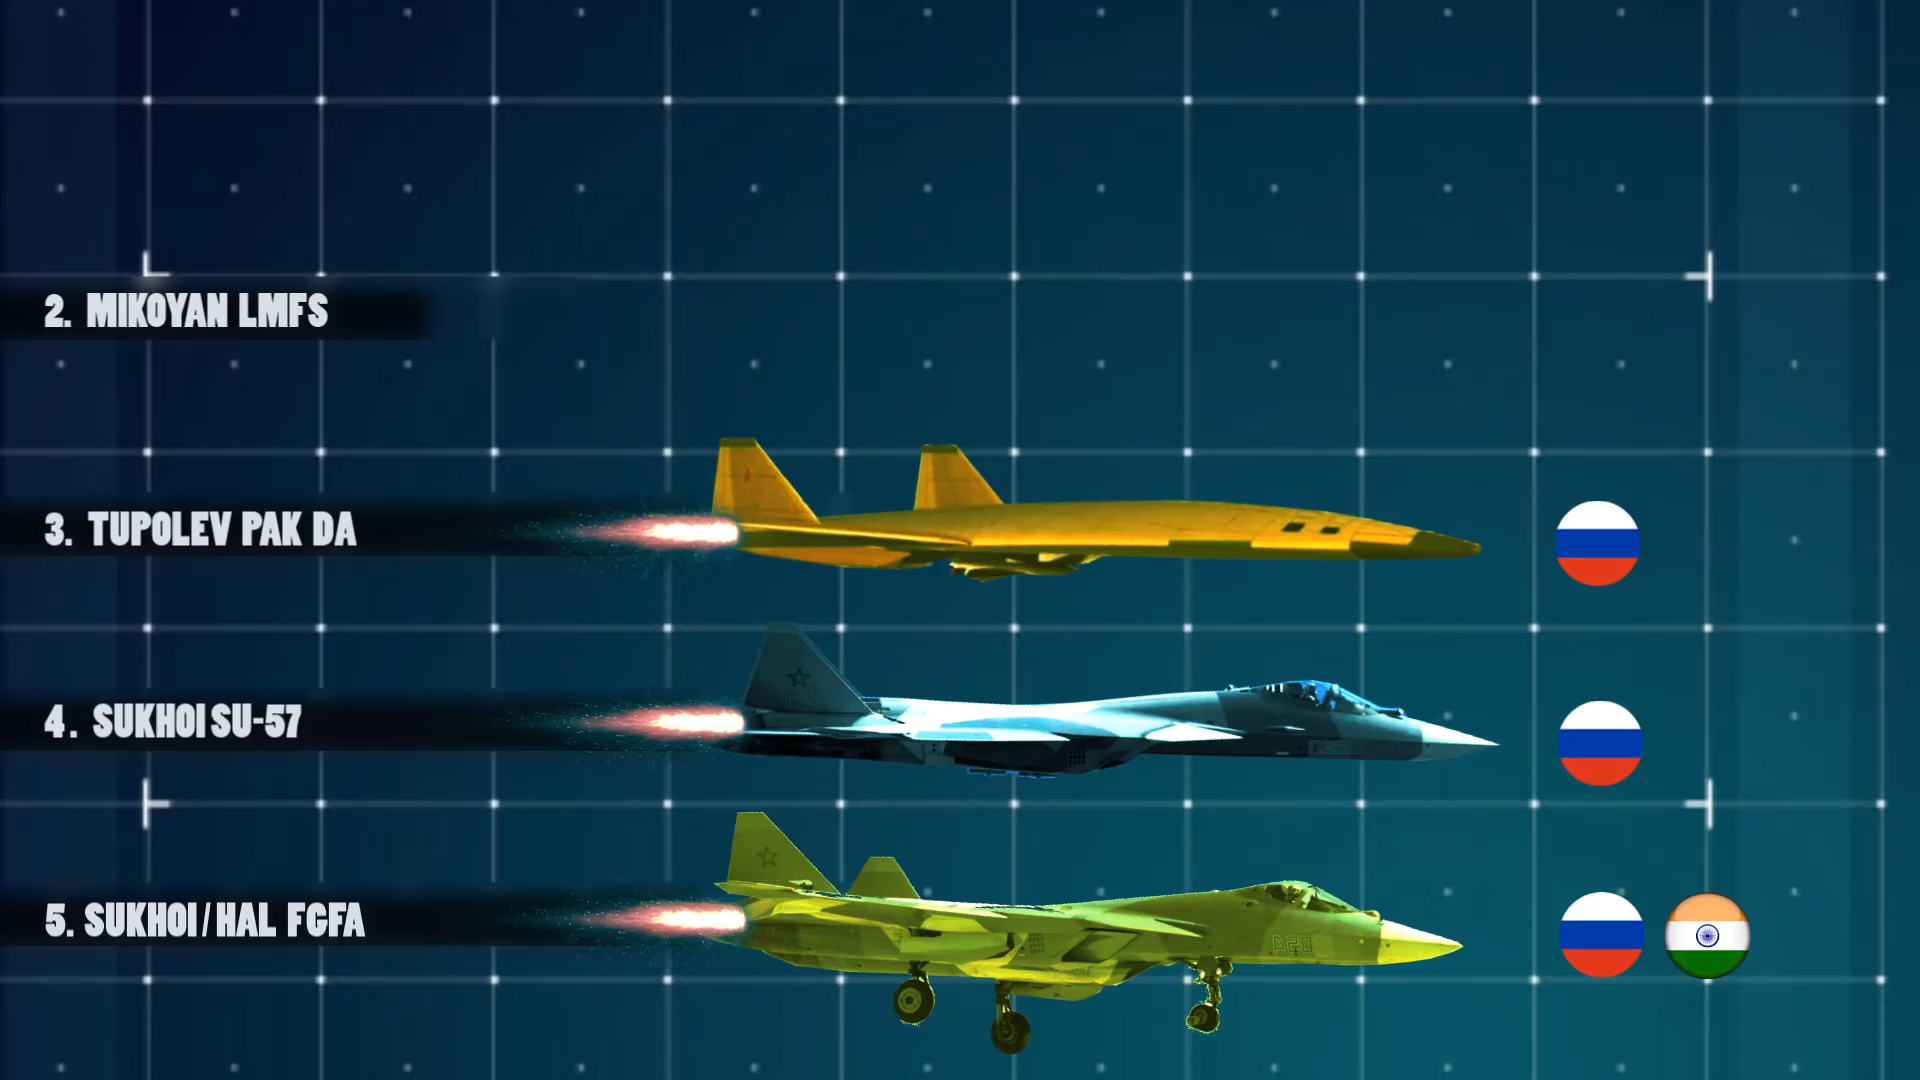 2. MIKOYAN LMFS
3. TUPOLEV PAK DA
4. SUKHOI SU-57
5. SUKHOI/HAL FGFA